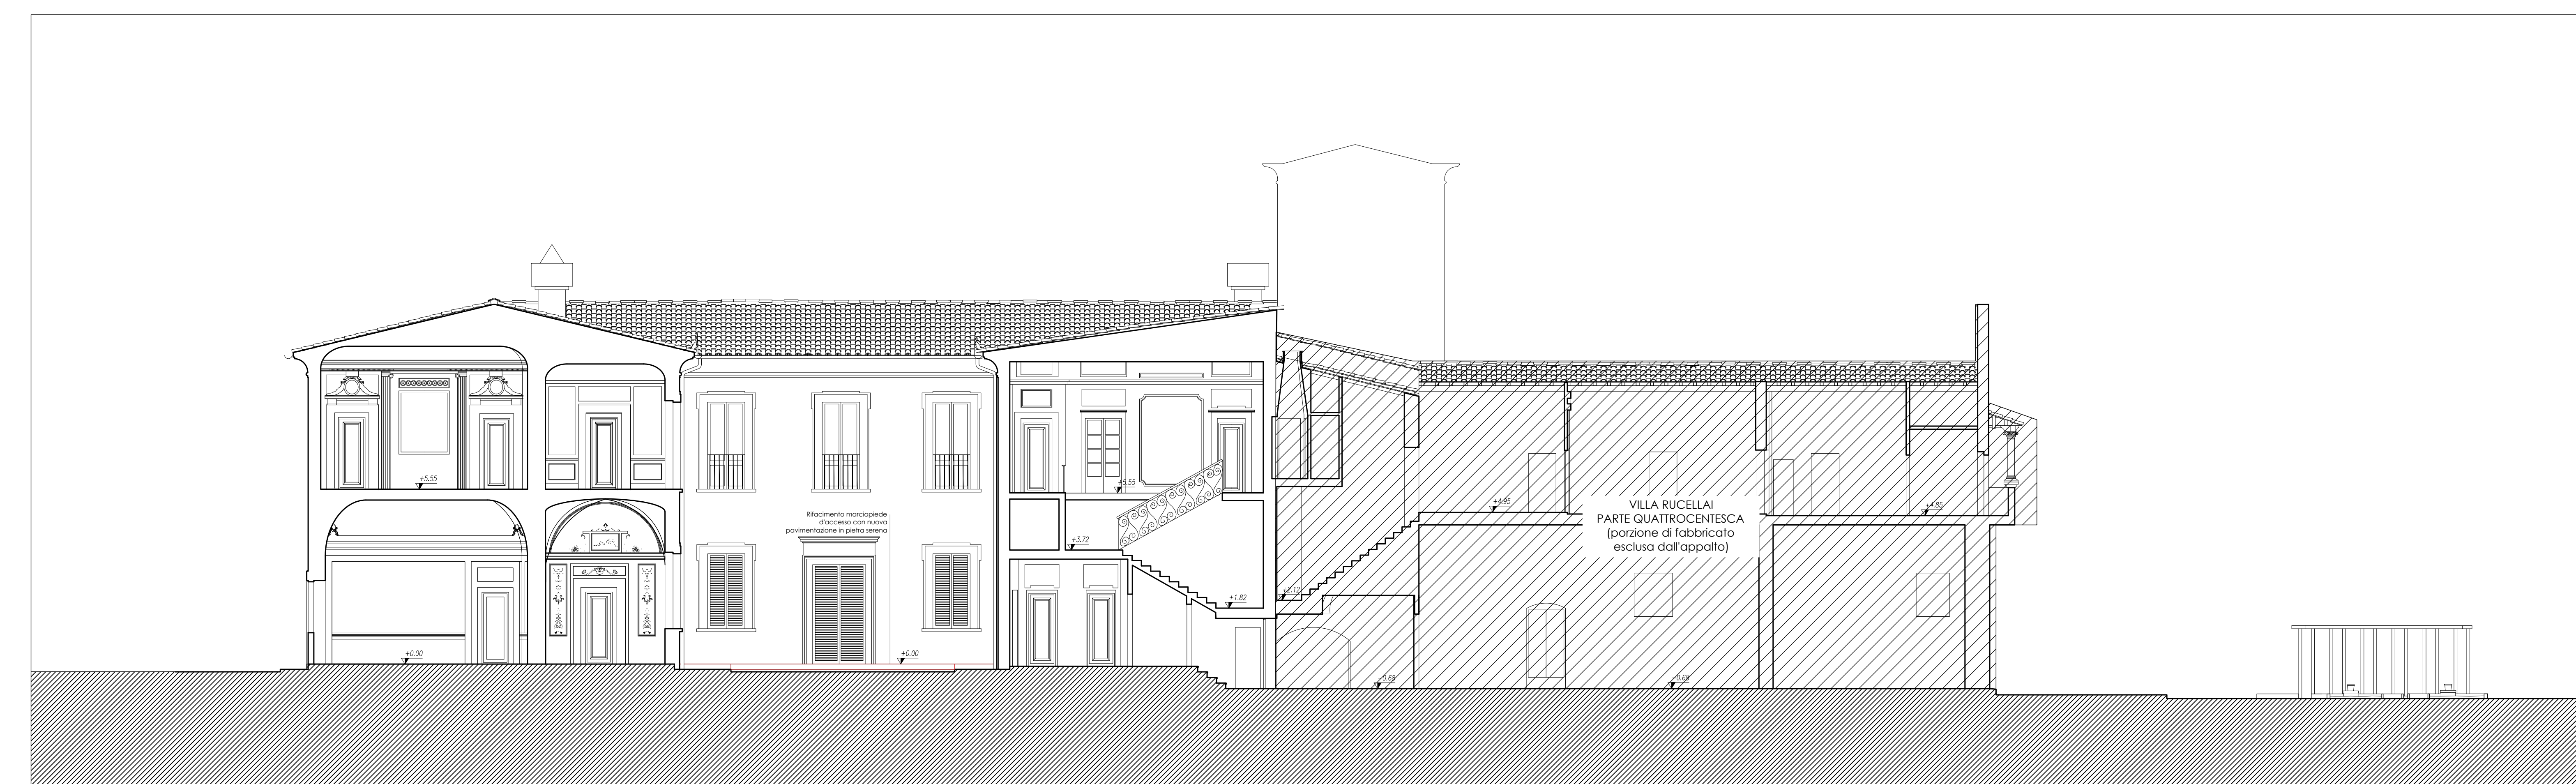 +5.55
Rifacimento marciapiede
d'accesso con nuova
pavimentazione in pietra serena
+5.55
+3.72
+1.82
+2.12
+4.95
VILLA RUCELLAI
PARTE QUATTROCENTESCA
(porzione di fabbricato
esclusa dall'appalto)
+4.85
+0.00
+0.00
-0.68
-0.68